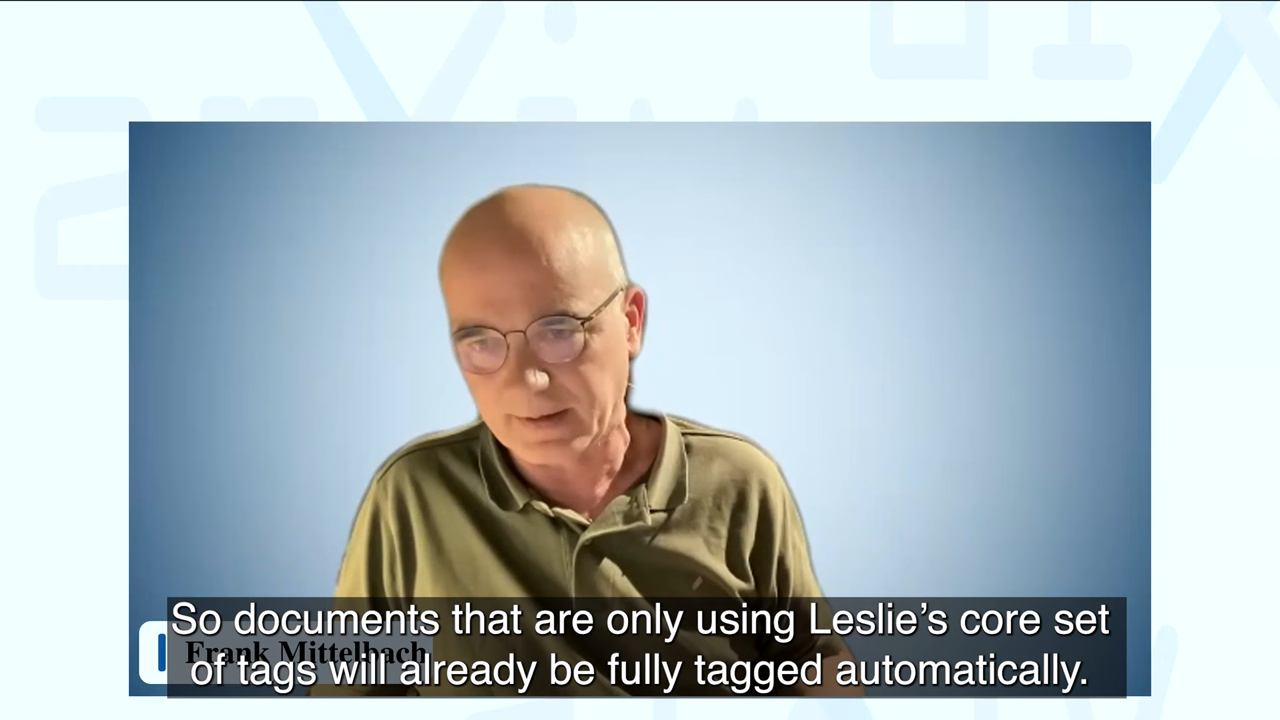 So documents that are only using Leslie’s core set
of tags will already be fully tagged automatically.
Frank Mittelbach